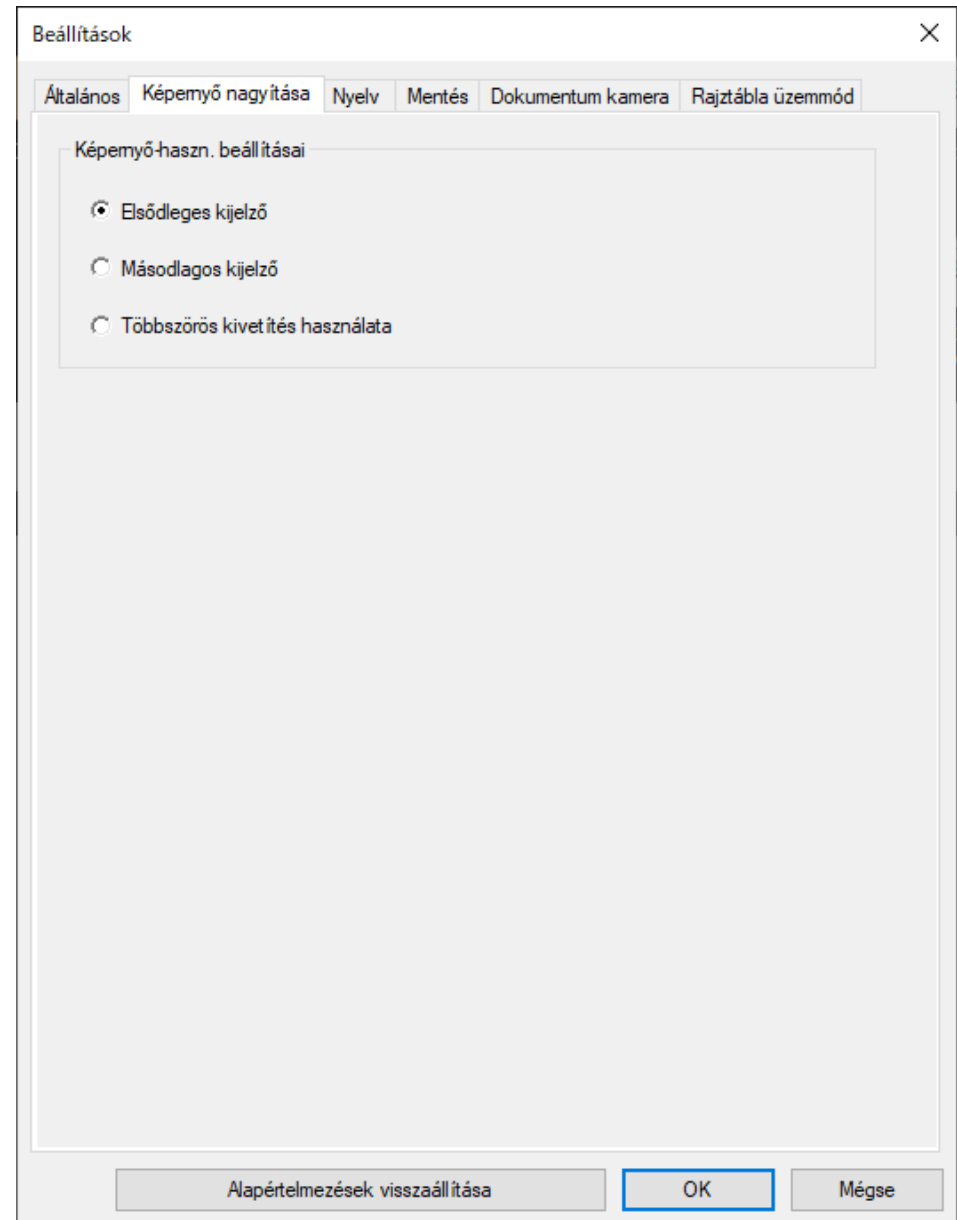 Beállítások
Általános Képernyő nagyítása Nyelv Mentés Dokumentum kamera Rajztábla üzemmód
Képernyő-haszn. beállításai
Elsődleges kijelző
Másodlagos kijelző
Többszörös kivetítés használata
Alapértelmezések visszaállítása OK Mégse